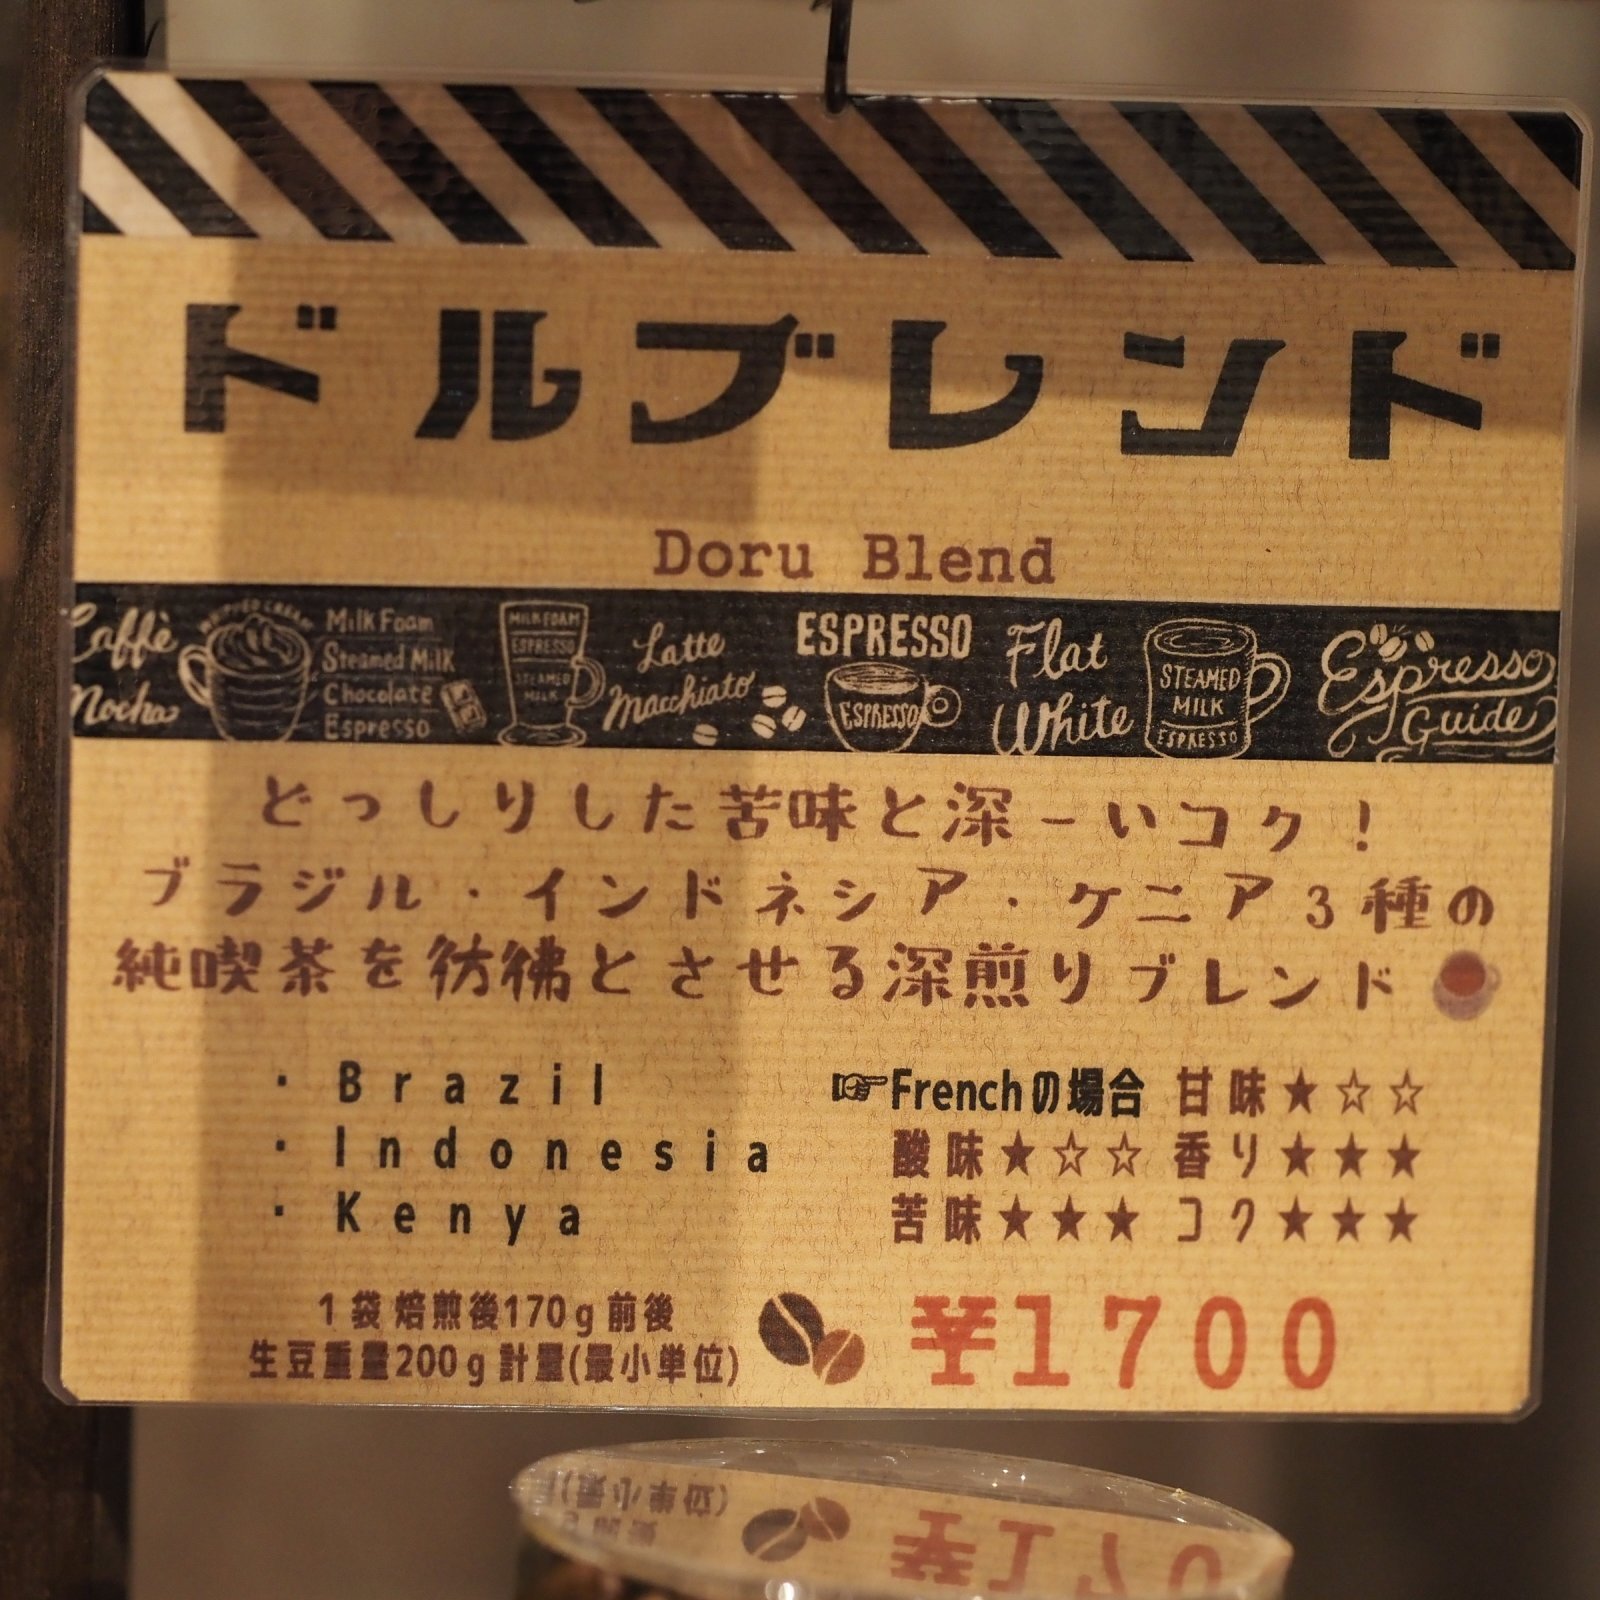 ドルブレンド
Doru Blend
Caffè Mocha
WHIPPED CREAM
Milk Foam
Steamed Milk
Chocolate
Espresso
MILK FOAM
ESPRESSO
STEAMED MILK
Latte Macchiato
ESPRESSO
ESPRESSO
Flat White
STEAMED MILK
ESPRESSO
Espresso Guide
どっしりした苦味と深ーいコク!
ブラジル・インドネシア・ケニア3種の
純喫茶を彷彿とさせる深煎りブレンド
・Brazil
・Indonesia
・Kenya
☞Frenchの場合 甘味★☆☆
酸味★☆☆ 香り★★★
苦味★★★ コク★★★
1袋 焙煎後170g前後
生豆重量200g計量(最小単位)
¥1700